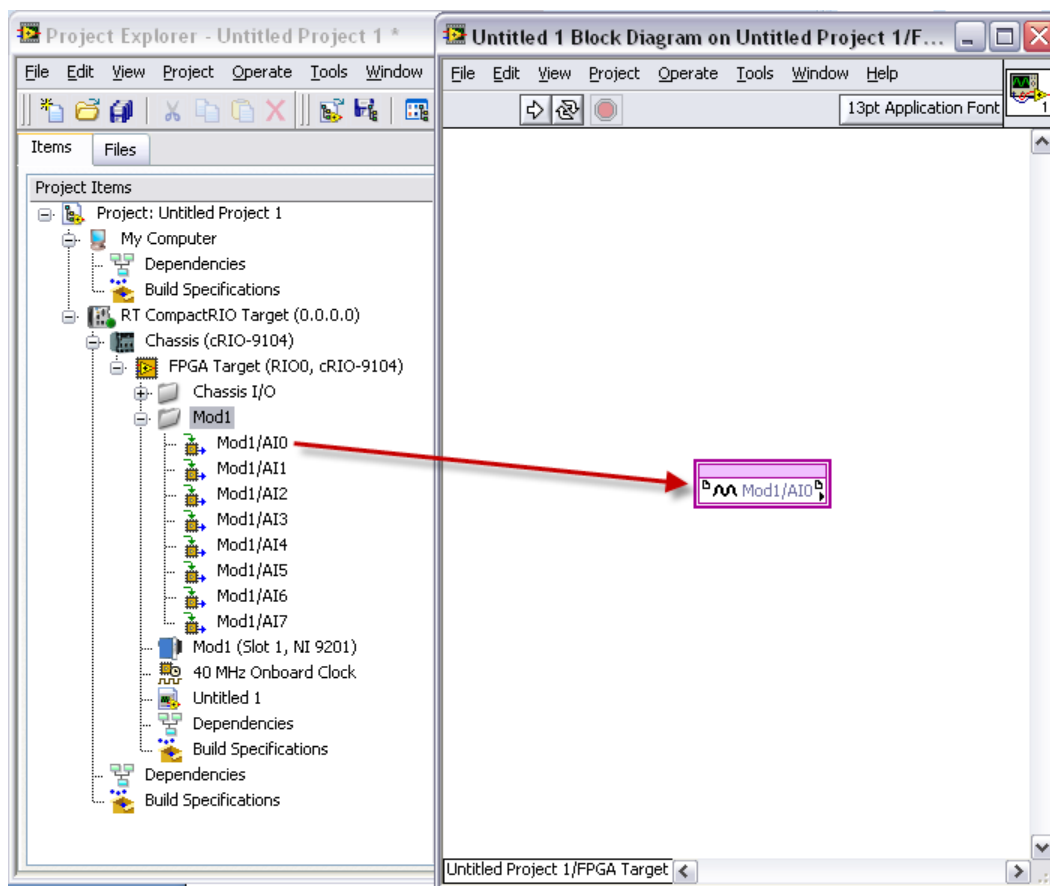 Project Explorer - Untitled Project 1 *
File Edit View Project Operate Tools Window
Items Files
Project Items
Project: Untitled Project 1
My Computer
Dependencies
Build Specifications
RT CompactRIO Target (0.0.0.0)
Chassis (cRIO-9104)
FPGA Target (RIO0, cRIO-9104)
Chassis I/O
Mod1
Mod1/AI0
Mod1/AI1
Mod1/AI2
Mod1/AI3
Mod1/AI4
Mod1/AI5
Mod1/AI6
Mod1/AI7
Mod1 (Slot 1, NI 9201)
40 MHz Onboard Clock
Untitled 1
Dependencies
Build Specifications
Dependencies
Build Specifications
Untitled 1 Block Diagram on Untitled Project 1/F...
File Edit View Project Operate Tools Window Help
13pt Application Font
1
Mod1/AI0
Untitled Project 1/FPGA Target